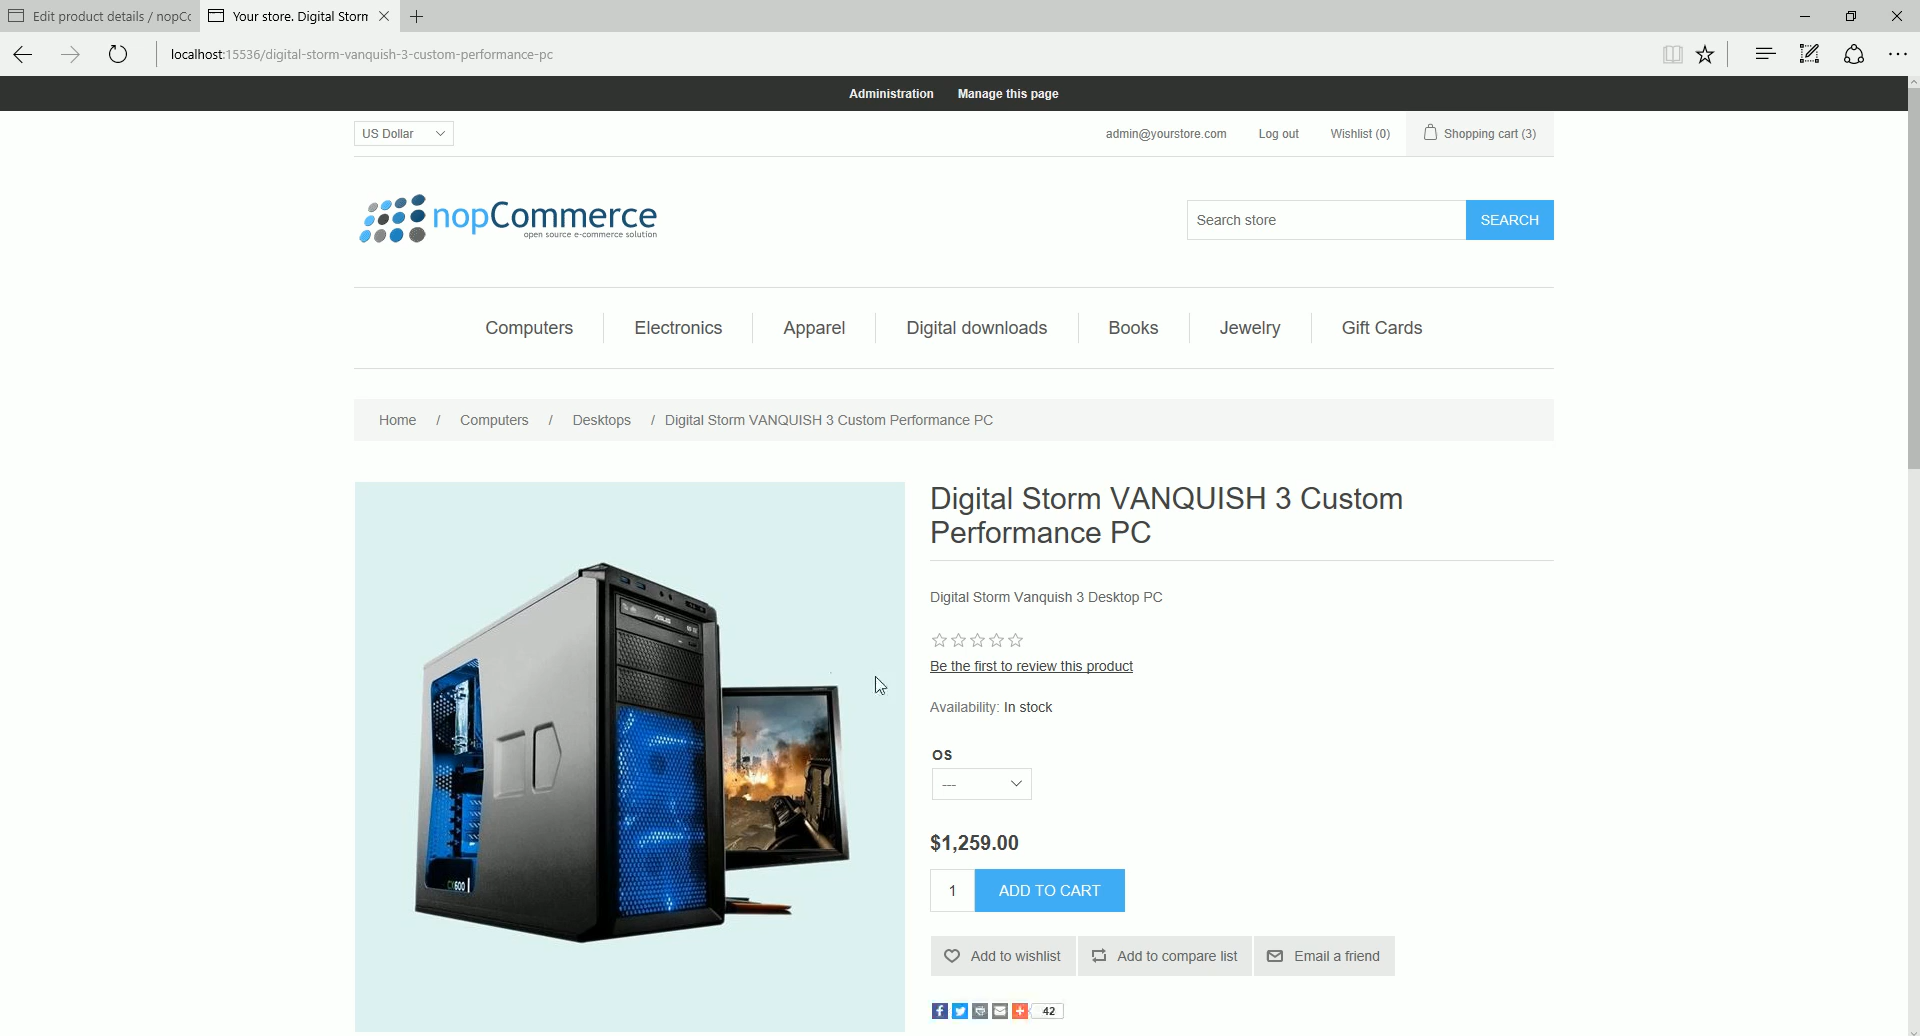 Edit product details / nopCc
Your store. Digital Storm
localhost:15536/digital-storm-vanquish-3-custom-performance-pc
Administration Manage this page
US Dollar
admin@yourstore.com Log out Wishlist (0) Shopping cart (3)
nopCommerce
open source e-commerce solution
Search store SEARCH
Computers Electronics Apparel Digital downloads Books Jewelry Gift Cards
Home / Computers / Desktops / Digital Storm VANQUISH 3 Custom Performance PC
Digital Storm VANQUISH 3 Custom
Performance PC
Digital Storm Vanquish 3 Desktop PC
Be the first to review this product
Availability: In stock
OS
---
$1,259.00
1 ADD TO CART
Add to wishlist Add to compare list Email a friend
42
ASUS
CX600